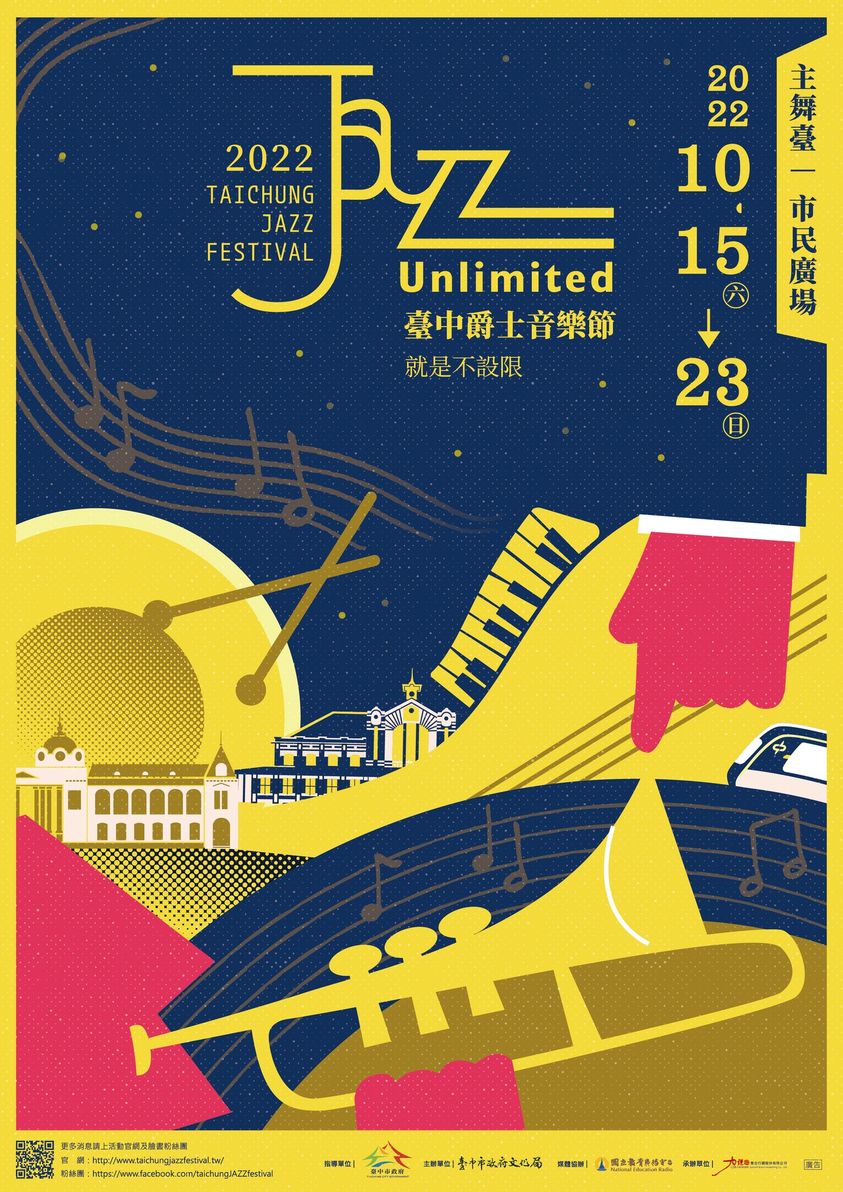 Jazz
2022
TAICHUNG
JAZZ
FESTIVAL
Unlimited
臺中爵士音樂節
就是不設限
20
22
10
15
六
23
日
主舞臺｜市民廣場
更多消息請上活動官網及臉書粉絲團
官　網：http://www.taichungjazzfestival.tw/
粉絲團：https://www.facebook.com/taichungJAZZfestival
指導單位｜臺中市政府
主辦單位｜臺中市政府文化局
媒體協辦｜國立教育廣播電台
National Education Radio
承辦單位｜
廣告